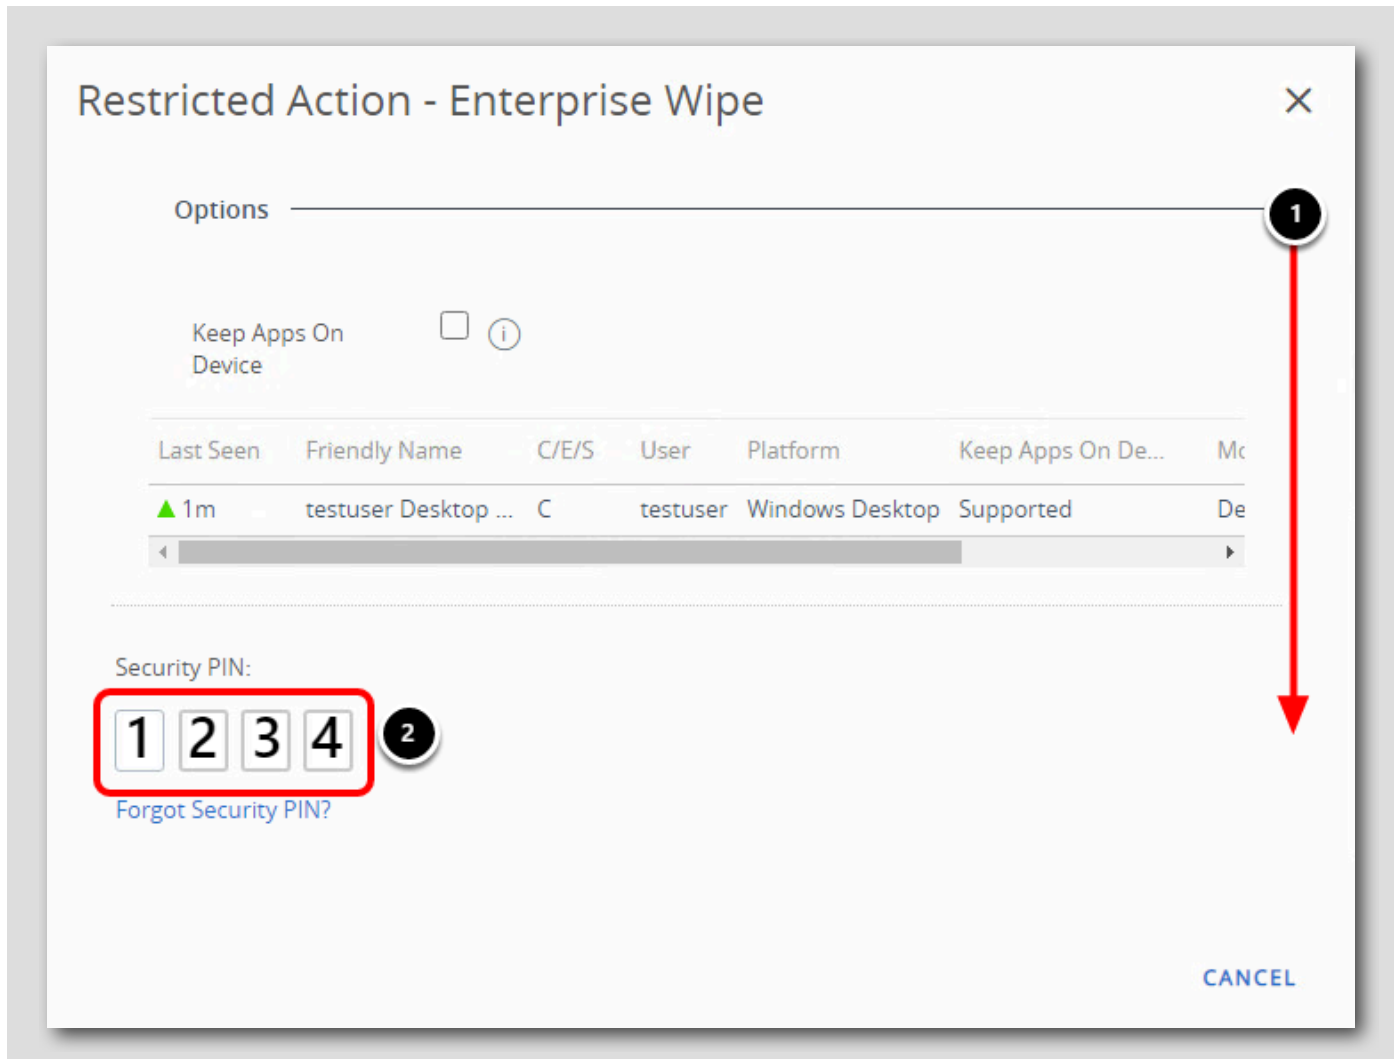 Restricted Action - Enterprise Wipe
Options
1
Keep Apps On
Device
i
Last Seen Friendly Name C/E/S User Platform Keep Apps On De... Mo
1m testuser Desktop ... C testuser Windows Desktop Supported De
Security PIN:
1 2 3 4
2
Forgot Security PIN?
CANCEL